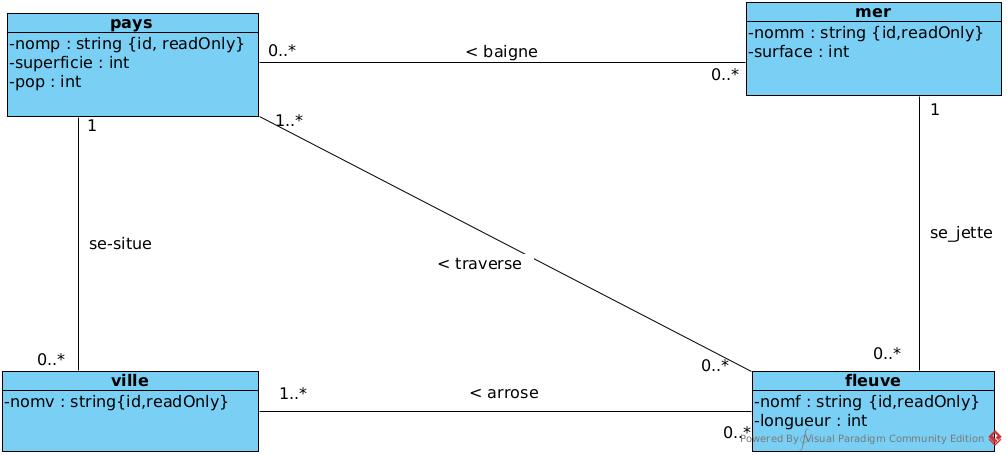 pays
-nomp : string {id, readOnly}
-superficie : int
-pop : int
mer
-nomm : string {id,readOnly}
-surface : int
0..*
< baigne
0..*
1
1..*
1
se-situe
< traverse
se_jette
0..*
0..*
0..*
ville
-nomv : string{id,readOnly}
1..*
< arrose
0..*
fleuve
-nomf : string {id,readOnly}
-longueur : int
Powered By Visual Paradigm Community Edition